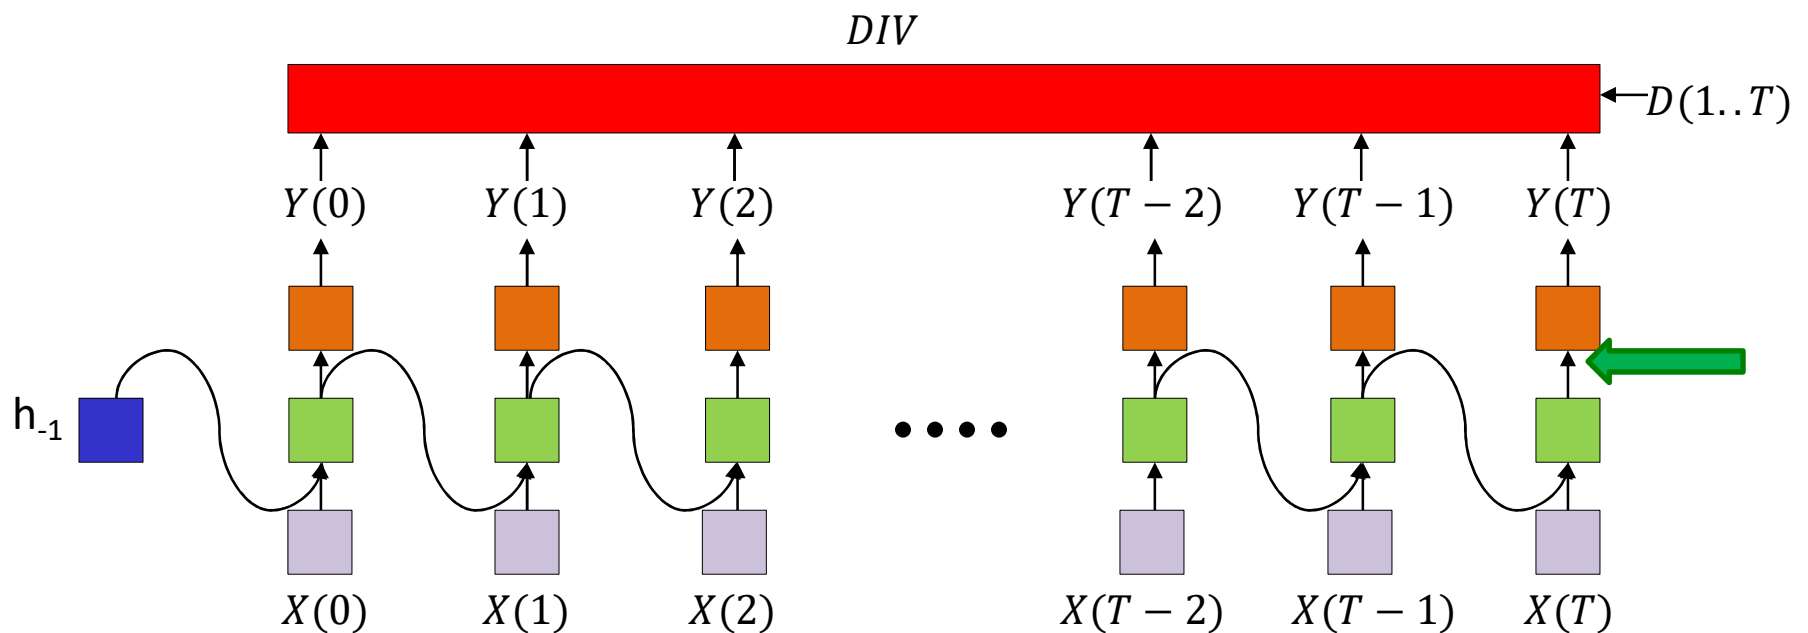 DIV
D(1..T)
Y(0) Y(1) Y(2) Y(T − 2) Y(T − 1) Y(T)
h-1
X(0) X(1) X(2) X(T − 2) X(T − 1) X(T)